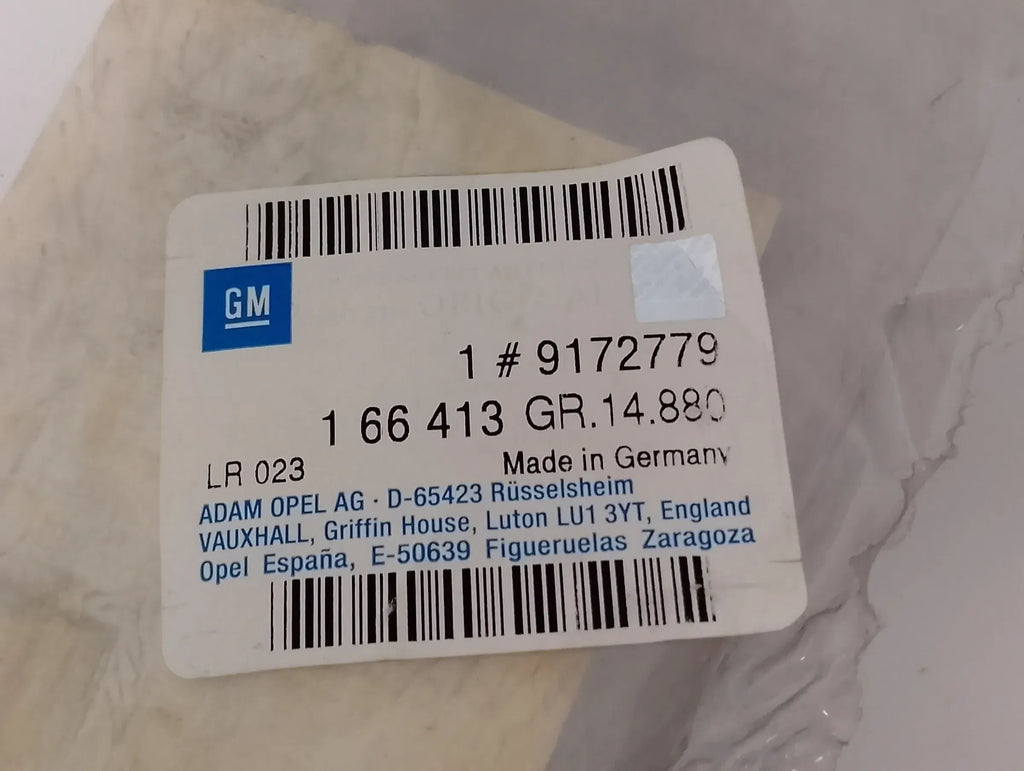 GM
1 # 9172779
1 66 413 GR.14.880
LR 023
Made in Germany
ADAM OPEL AG · D-65423 Rüsselsheim
VAUXHALL, Griffin House, Luton LU1 3YT, England
Opel España, E-50639 Figueruelas Zaragoza